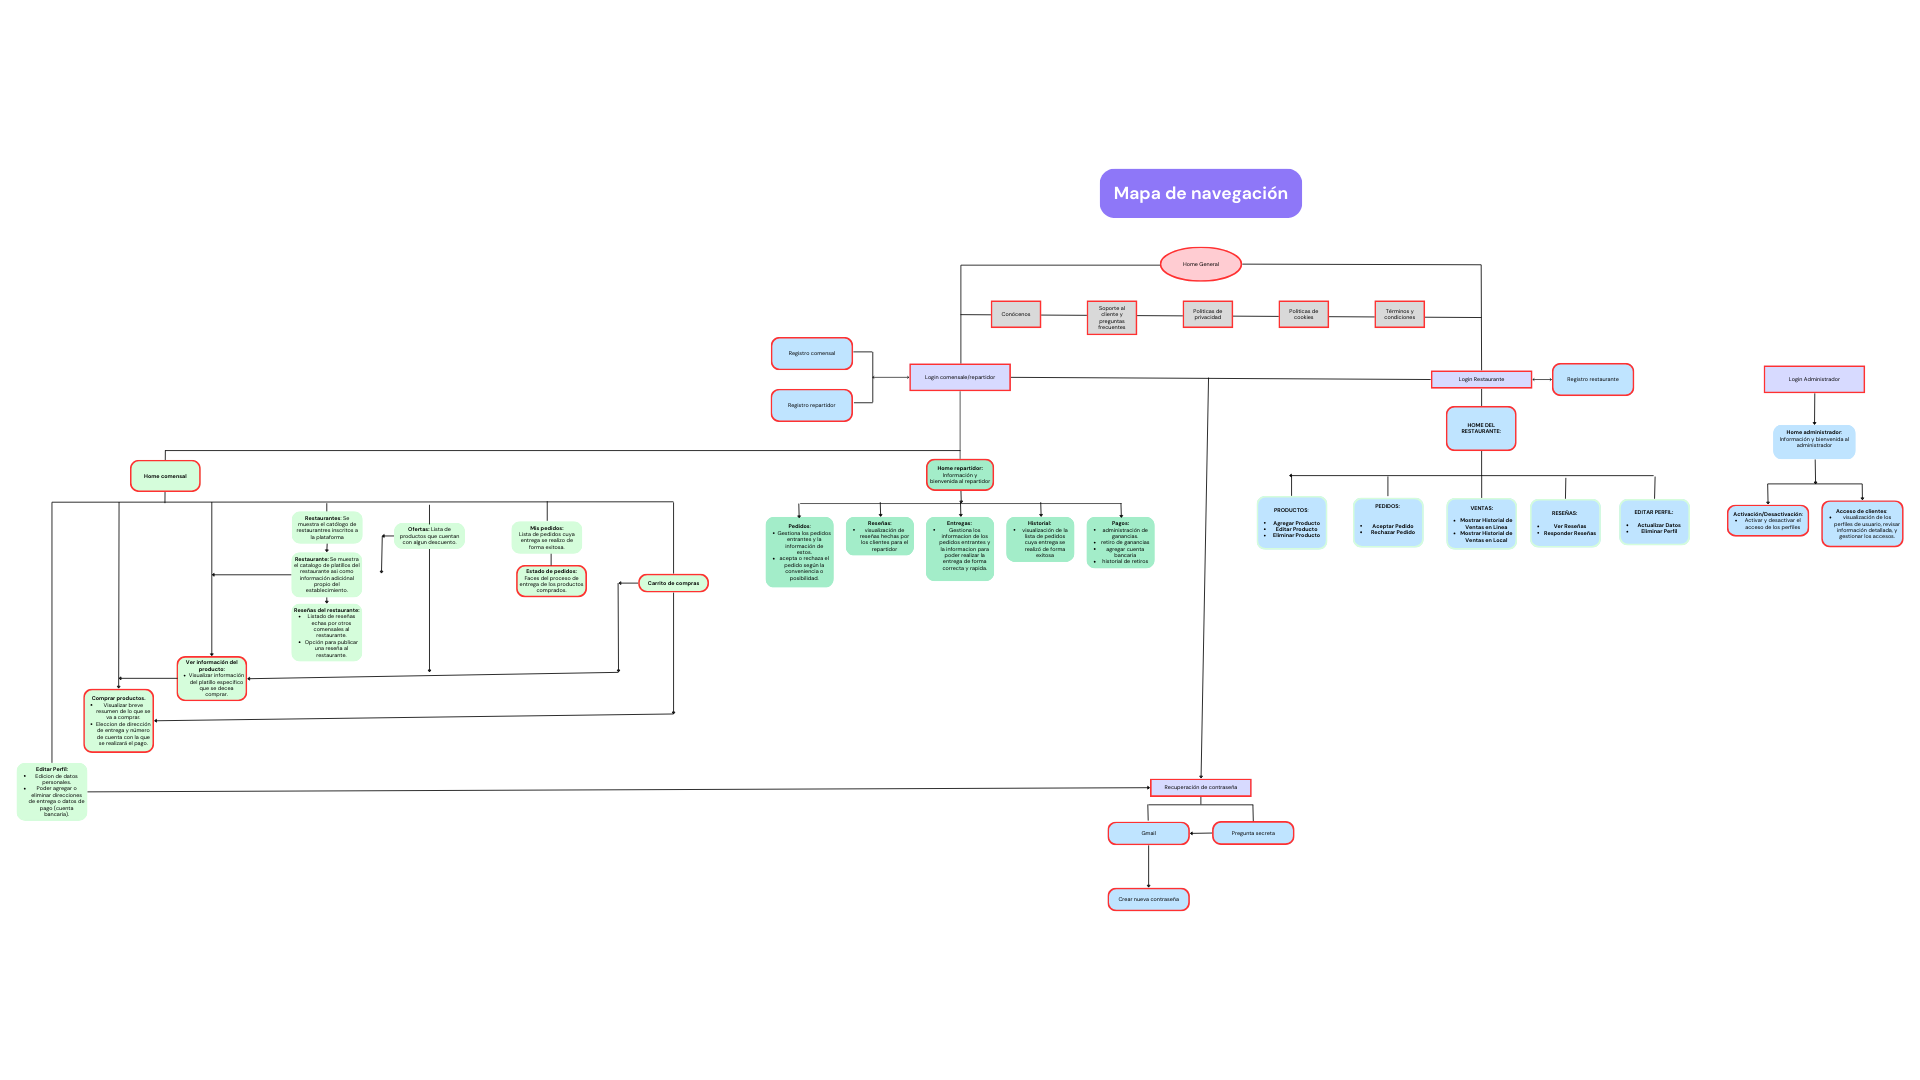 Mapa de navegación
Home General
Conócenos
Soporte al
cliente y
preguntas
frecuentes
Políticas de
privacidad
Políticas de
cookies
Términos y
condiciones
Registro comensal
Registro repartidor
Login comensale/repartidor
Login Restaurante
Registro restaurante
Login Administrador
HOME DEL
RESTAURANTE:
Home administrador:
Información y bienvenida al
administrador
Home comensal
Home repartidor:
Información y
bienvenida al repartidor
Restaurantes: Se
muestra el católogo de
restaurantres inscritos a
la plataforma
Ofertas: Lista de
productos que cuentan
con algun descuento.
Mis pedidos:
Lista de pedidos cuya
entrega se realizo de
forma exitosa.
Restaurante: Se muestra
el catalogo de platillos del
restaurante asi como
información adiciónal
propio del
establecimiento.
Estado de pedidos:
Faces del proceso de
entrega de los productos
comprados.
Carrito de compras
Reseñas del restaurante:
• Listado de reseñas
echas por otros
comensales al
restaurante.
• Opción para publicar
una reseña al
restaurante.
Ver información del
producto:
• Visualizar información
del platillo especifico
que se decea
comprar.
Comprar productos.
• Visualizar breve
resumen de lo que se
va a comprar.
• Eleccion de dirección
de entrega y número
de cuenta con la que
se realizará el pago.
Editar Perfil:
• Edicion de datos
personales.
• Poder agregar o
eliminar direcciones
de entrega o datos de
pago (cuenta
bancaria).
Pedidos:
• Gestiona los pedidos
entrantes y la
información de
estos.
• acepta o rechaza el
pedido según la
conveniencia o
posibilidad.
Reseñas:
• visualización de
reseña hechas por
los clientes para el
repartidor
Entregas:
• Gestiona los
informacion de los
pedidos entrantes y
la informacion para
poder realizar la
entrega de forma
correcta y rapida.
Historial:
• visualización de la
lista de pedidos
cuya entrega se
realizó de forma
exitosa
Pagos:
• administración de
ganancias.
• retiro de ganancias
• agregar cuenta
bancaria
• historial de retiros
PRODUCTOS:
• Agregar Producto
• Editar Producto
• Eliminar Producto
PEDIDOS:
• Aceptar Pedido
• Rechazar Pedido
VENTAS:
• Mostrar Historial de
Ventas en Linea
• Mostrar Historial de
Ventas en Local
RESEÑAS:
• Ver Reseñas
• Responder Reseñas
EDITAR PERFIL:
• Actualizar Datos
• Eliminar Perfil
Activación/Desactivación:
• Activar y desactivar el
acceso de los perfiles
Acceso de clientes:
• visualización de los
perfiles de usuario, revisar
información detallada, y
gestionar los accesos.
Recuperación de contraseña
Gmail
Pregunta secreta
Crear nueva contraseña